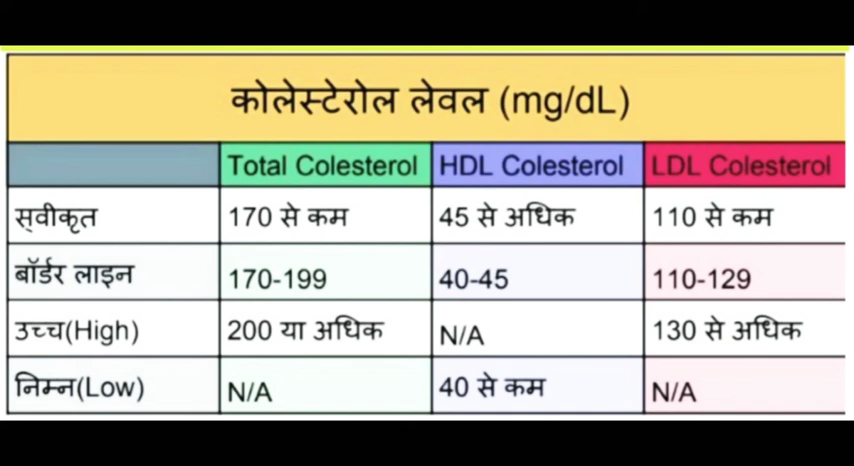 कोलेस्टेरोल लेवल (mg/dL)
Total Colesterol HDL Colesterol LDL Colesterol
स्वीकृत 170 से कम 45 से अधिक 110 से कम
बॉर्डर लाइन 170-199 40-45 110-129
उच्च(High) 200 या अधिक N/A 130 से अधिक
निम्न(Low) N/A 40 से कम N/A